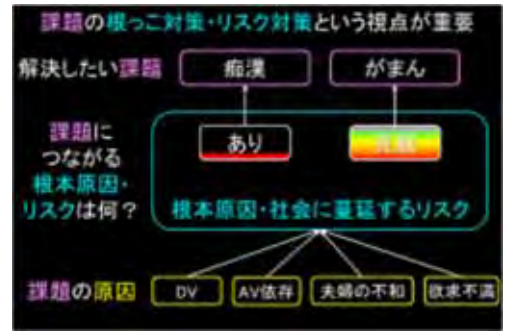 課題の根っこ対策・リスク対策という視点が重要
解決したい課題
痴漢
がまん
課題に
つながる
根本原因・
リスクは何？
あり
根本原因・社会に蔓延するリスク
課題の原因
DV
AV依存
夫婦の不和
欲求不満